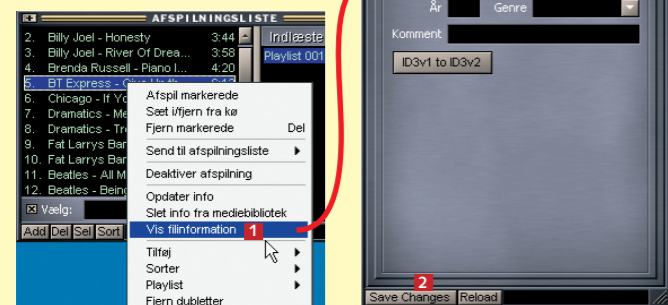 AFSPILNINGSLISTE
2. Billy Joel - Honesty 3:44
3. Billy Joel - River Of Drea... 3:58
4. Brenda Russell - Piano I... 4:20
5. BT Express -
6. Chicago - If Yo
7. Dramatics - Me
8. Dramatics - Tr
9. Fat Larrys Bar
10. Fat Larrys Bar
11. Beatles - All M
12. Beatles - Being
Vælg:
Add Del Sel Sort
Indlæste
Playlist 001
Afspil markerede
Sæt i/fjern fra kø
Fjern markerede Del
Send til afspilningsliste
Deaktiver afspilning
Opdater info
Slet info fra mediebibliotek
Vis filinformation 1
Tilføj
Sorter
Playlist
Fjern dubletter
År Genre
Komment
ID3v1 to ID3v2
2
Save Changes Reload